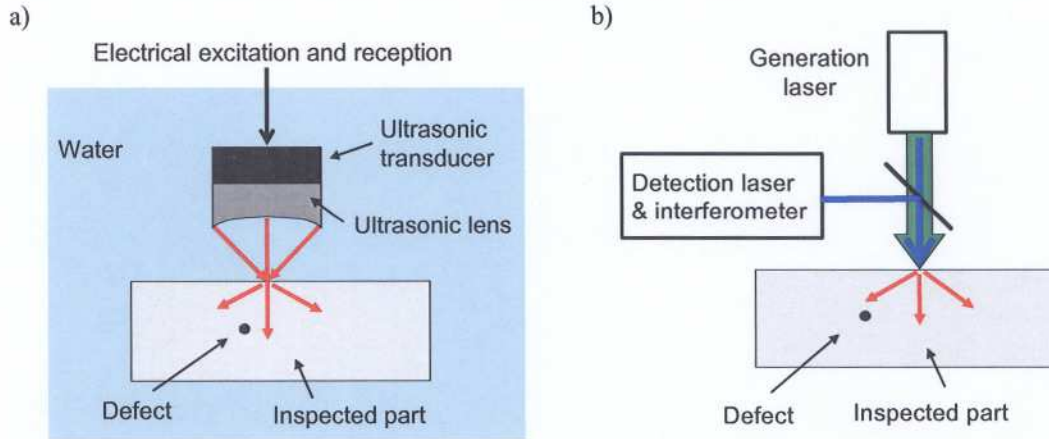 a)
Electrical excitation and reception
Water
Ultrasonic
transducer
Ultrasonic lens
Defect
Inspected part
b)
Generation
laser
Detection laser
& interferometer
Defect
Inspected part